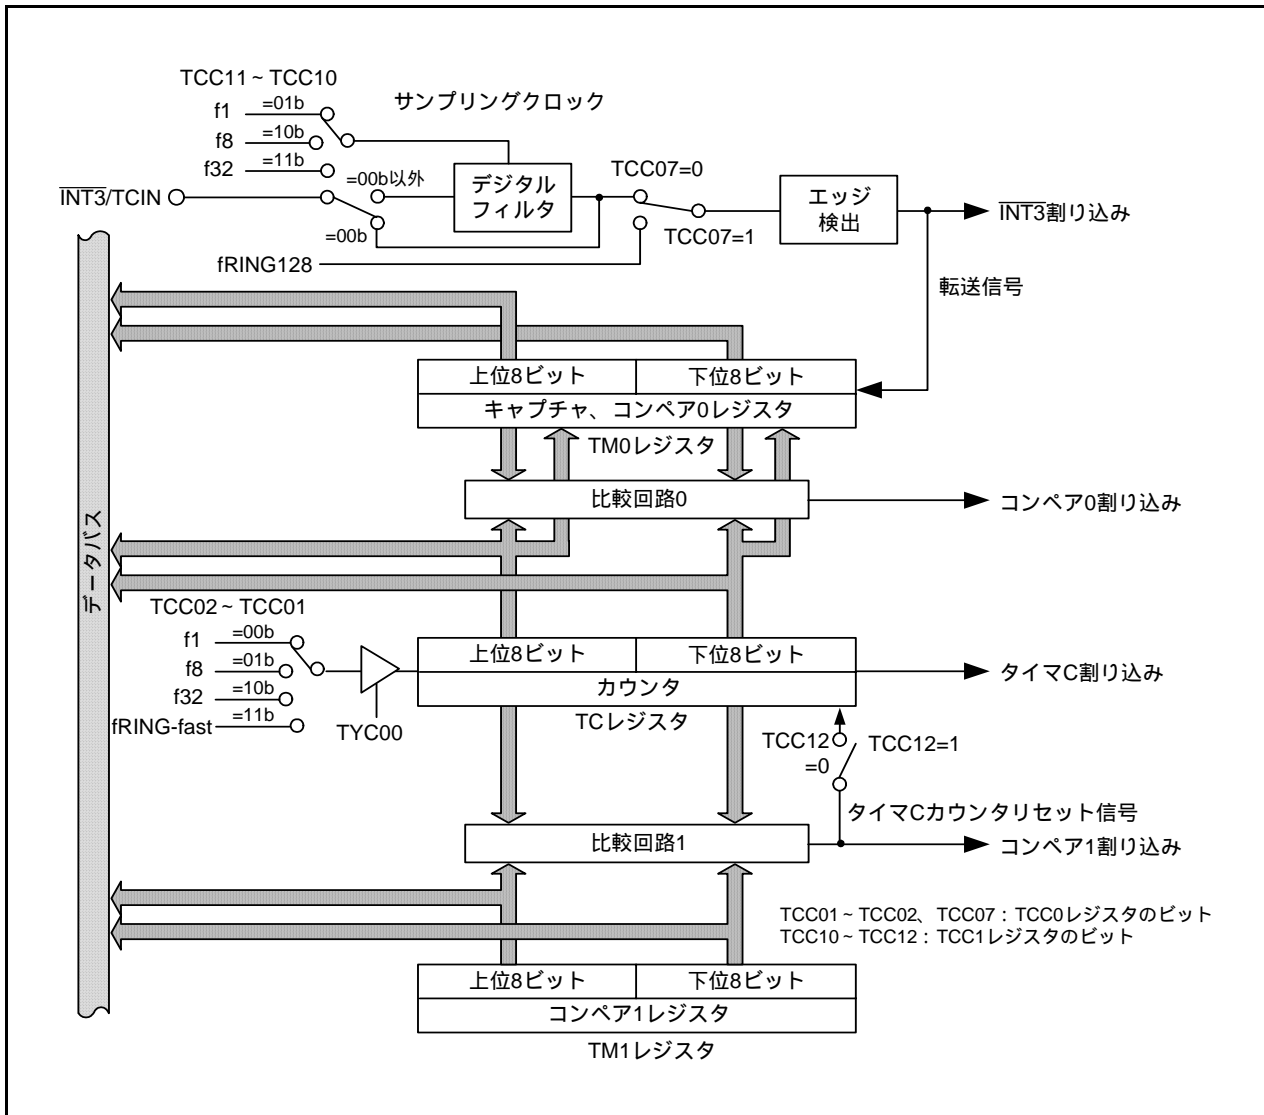 TCC11 ~ TCC10
サンプリングクロック
f1 =01b
f8 =10b
f32 =11b
INT3/TCIN
=00b以外
=00b
デジタル
フィルタ
TCC07=0
TCC07=1
fRING128
エッジ
検出
INT3割り込み
転送信号
上位8ビット 下位8ビット
キャプチャ、コンペア0レジスタ
TM0レジスタ
比較回路0
コンペア0割り込み
データバス
TCC02 ~ TCC01
f1 =00b
f8 =01b
f32 =10b
fRING-fast =11b
TYC00
上位8ビット 下位8ビット
カウンタ
TCレジスタ
タイマC割り込み
TCC12
=0
TCC12=1
タイマCカウンタリセット信号
比較回路1
コンペア1割り込み
TCC01 ~ TCC02、TCC07 : TCC0レジスタのビット
TCC10 ~ TCC12 : TCC1レジスタのビット
上位8ビット 下位8ビット
コンペア1レジスタ
TM1レジスタ